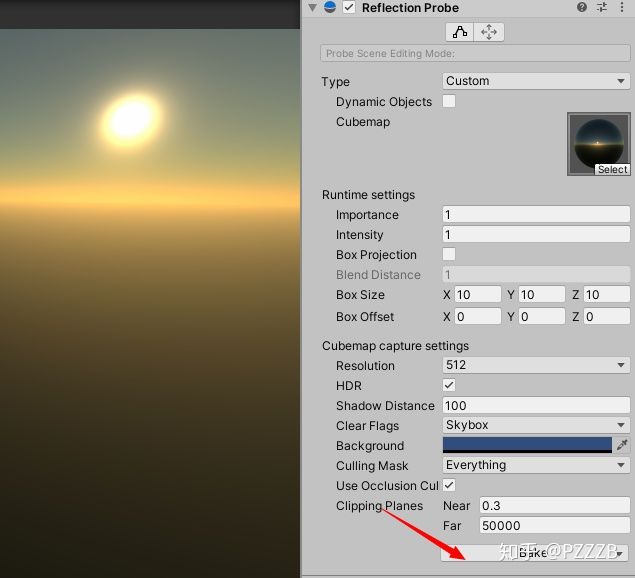 Reflection Probe
Probe Scene Editing Mode:
Type Custom
Dynamic Objects
Cubemap
Select
Runtime settings
Importance 1
Intensity 1
Box Projection
Blend Distance 1
Box Size X 10 Y 10 Z 10
Box Offset X 0 Y 0 Z 0
Cubemap capture settings
Resolution 512
HDR
Shadow Distance 100
Clear Flags Skybox
Background
Culling Mask Everything
Use Occlusion Cul
Clipping Planes Near 0.3
Far 50000
Bake
知乎 @PZZZB